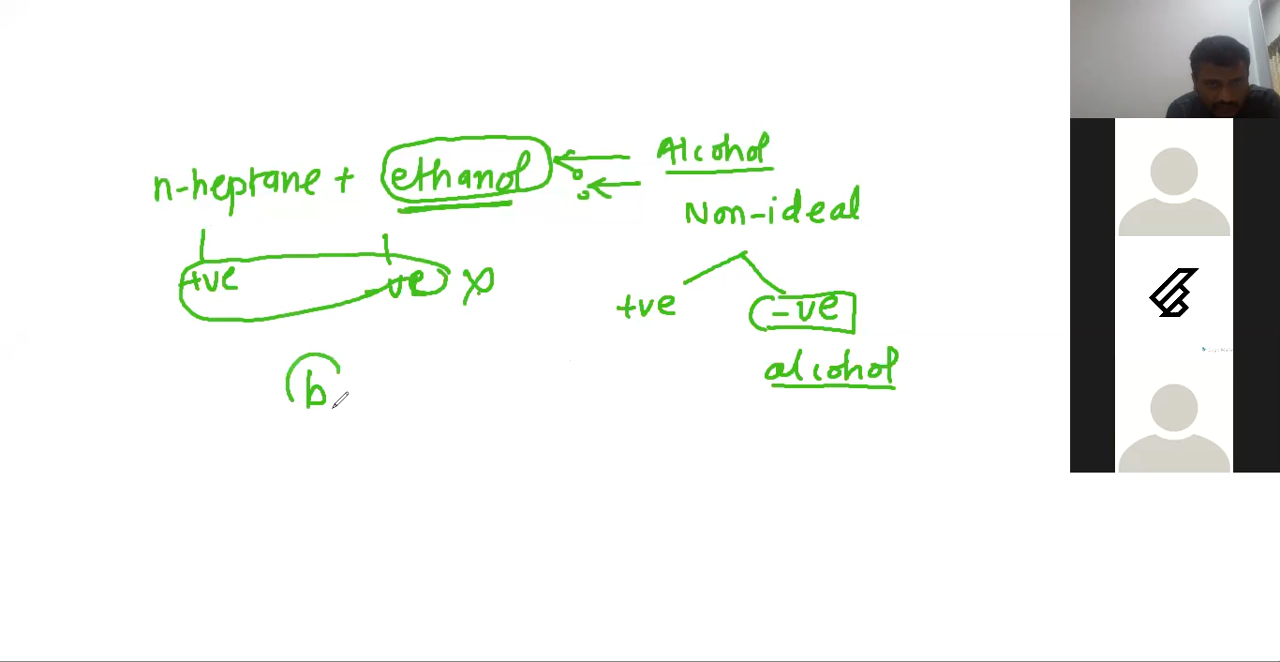 n-heptane + ethanol
Alcohol
Non-ideal
+ve -ve
+ve -ve
alcohol
b